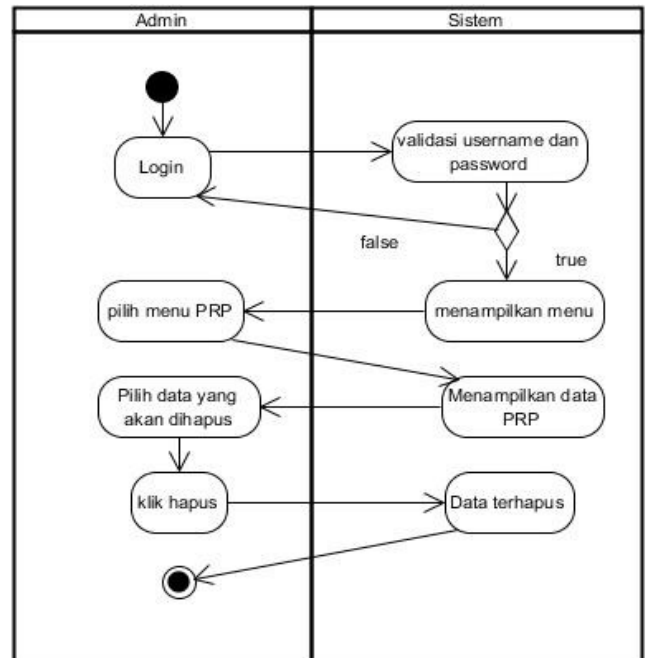 Admin
Sistem
Login
validasi username dan
password
false
true
pilih menu PRP
menampilkan menu
Pilih data yang
akan dihapus
Menampilkan data
PRP
klik hapus
Data terhapus